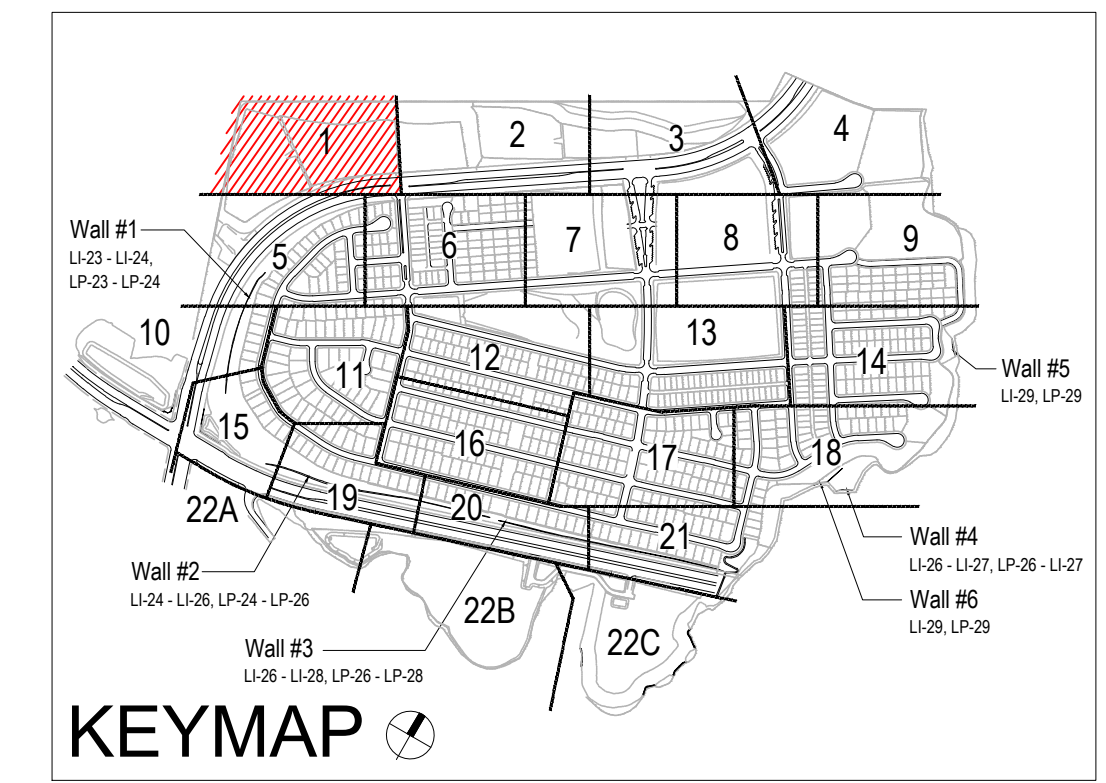 1
2
3
4
Wall #1
LI-23 - LI-24,
LP-23 - LP-24
5
6
7
8
9
10
11
12
13
14
Wall #5
LI-29, LP-29
15
16
17
18
19
20
21
22A
22B
22C
Wall #4
LI-26 - LI-27, LP-26 - LI-27
Wall #6
LI-29, LP-29
Wall #2
LI-24 - LI-26, LP-24 - LP-26
Wall #3
LI-26 - LI-28, LP-26 - LP-28
KEYMAP